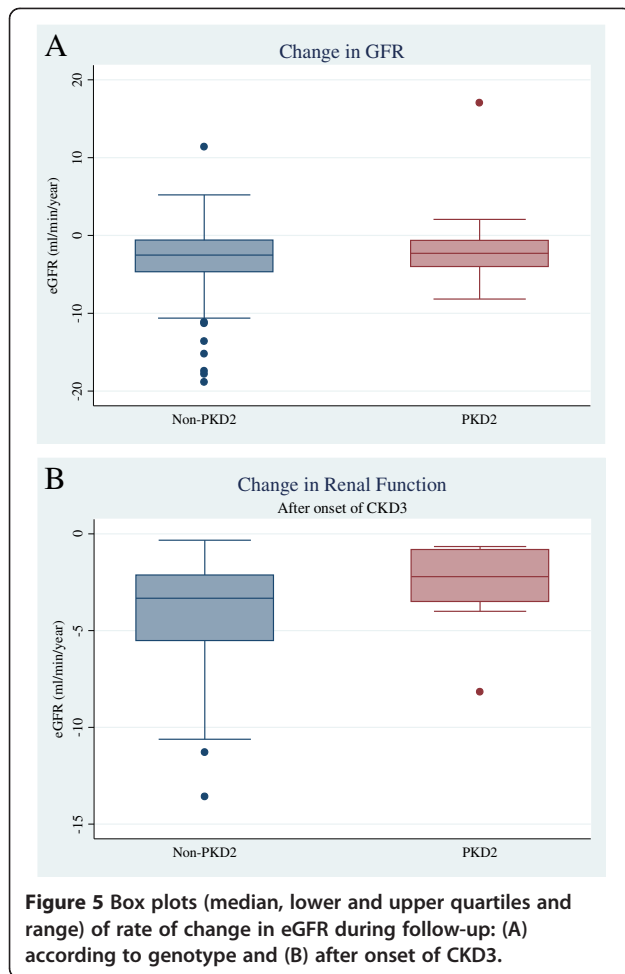 A
Change in GFR
eGFR (ml/min/year)
20
10
0
-10
-20
Non-PKD2
PKD2
B
Change in Renal Function
After onset of CKD3
eGFR (ml/min/year)
0
-5
-10
-15
Non-PKD2
PKD2
Figure 5 Box plots (median, lower and upper quartiles and
range) of rate of change in eGFR during follow-up: (A)
according to genotype and (B) after onset of CKD3.